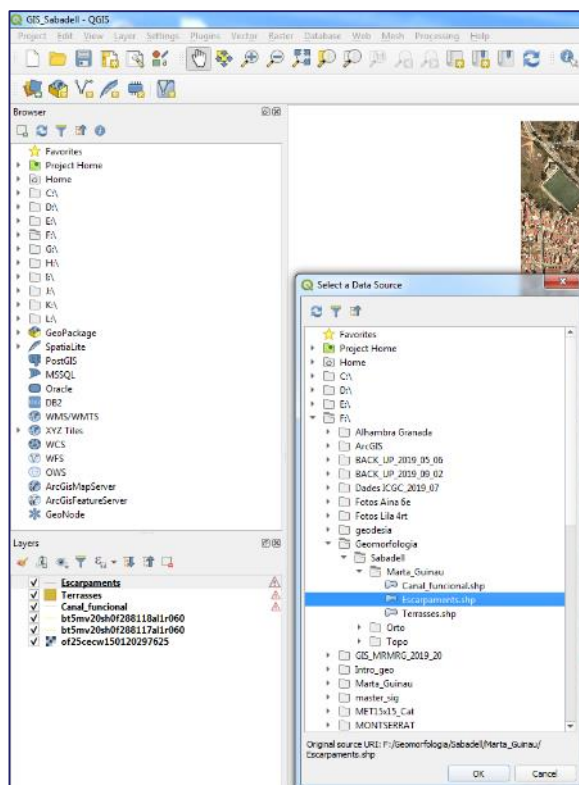 GIS_Sabadell - QGIS
Project Edit View Layer Settings Plugins Vector Raster Database Web Mesh Processing Help
Browser
Favorites
Project Home
Home
C:\
D:\
E:\
F:\
G:\
H:\
I:\
J:\
K:\
L:\
GeoPackage
SpatiaLite
PostGIS
MSSQL
Oracle
DB2
WMS/WMTS
XYZ Tiles
WCS
WFS
OWS
ArcGisMapServer
ArcGisFeatureServer
GeoNode
Layers
Escarpaments
Terrasses
Canal_funcional
bt5mv20sh0f288118al1r060
bt5mv20sh0f288117al1r060
of25cecw150120297625
Select a Data Source
Favorites
Project Home
Home
C:\
D:\
E:\
F:\
Alhambra Granada
ArcGIS
BACK_UP_2019_05_06
BACK_UP_2019_09_02
Dades ICGC_2019_07
Fotos Aina 6e
Fotos Lila 4rt
geodesia
Geomorfologia
Sabadell
Marta_Guinau
Canal_funcional.shp
Escarpaments.shp
Terrasses.shp
Orto
Topo
GIS_MRMRG_2019_20
Intro_geo
Marta_Guinau
master_sig
MET15x15_Cat
MONTSERRAT
Original source URI: F:/Geomorfologia/Sabadell/Marta_Guinau/
Escarpaments.shp
OK Cancel